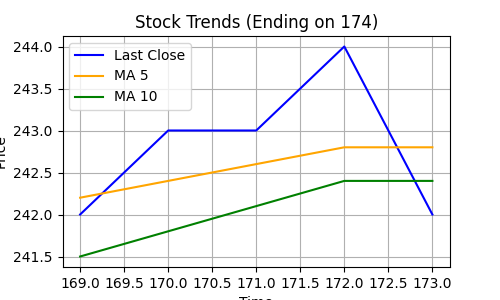 Stock Trends (Ending on 174)
Last Close
MA 5
MA 10
244.0
243.5
243.0
242.5
242.0
241.5
Price
169.0 169.5 170.0 170.5 171.0 171.5 172.0 172.5 173.0
Time